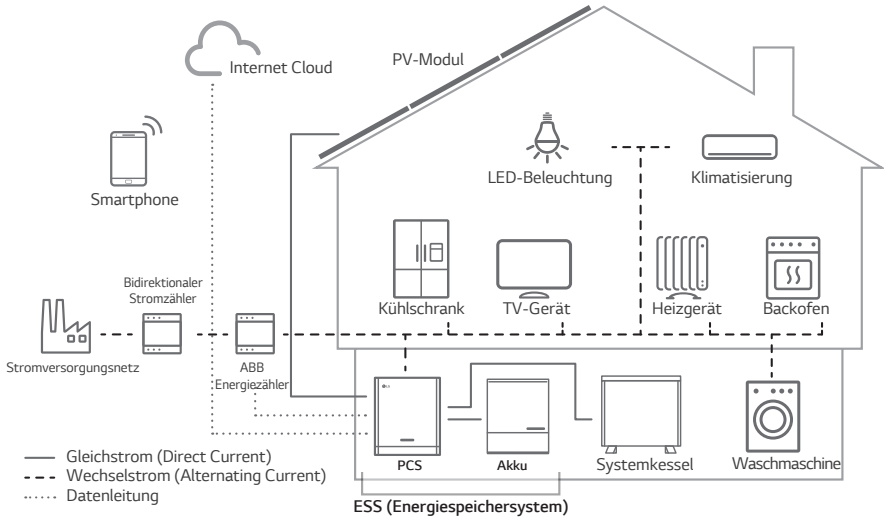 Internet Cloud
PV-Modul
Smartphone
LED-Beleuchtung
Klimatisierung
Kühlschrank
TV-Gerät
Heizgerät
Backofen
Bidirektionaler
Stromzähler
Stromversorgungsnetz
ABB
Energiezähler
LG
PCS
Akku
Systemkessel
Waschmaschine
Gleichstrom (Direct Current)
Wechselstrom (Alternating Current)
Datenleitung
ESS (Energiespeichersystem)